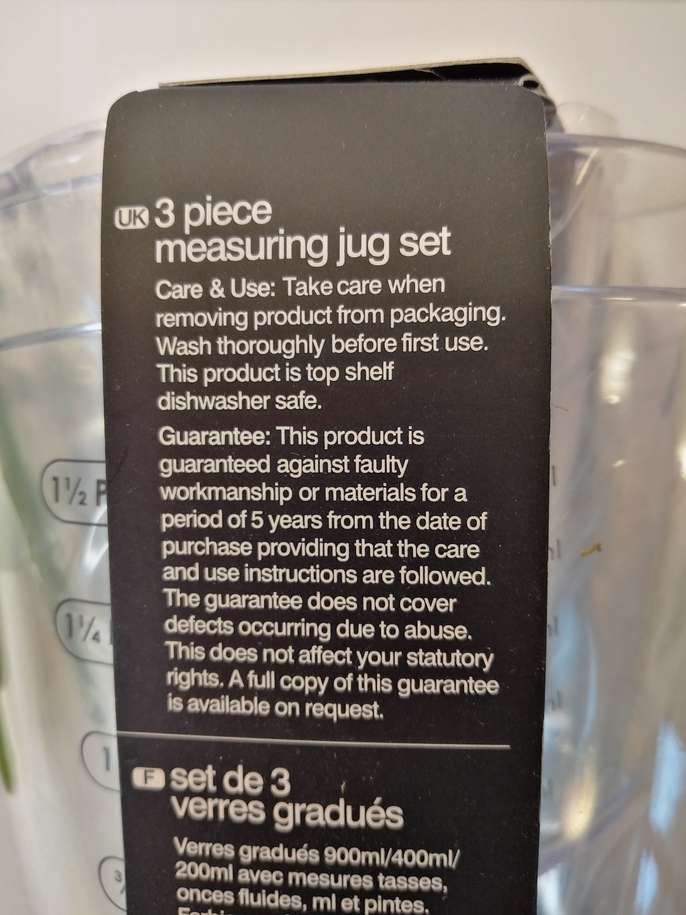 UK 3 piece
measuring jug set
Care & Use: Take care when
removing product from packaging.
Wash thoroughly before first use.
This product is top shelf
dishwasher safe.
Guarantee: This product is
guaranteed against faulty
workmanship or materials for a
period of 5 years from the date of
purchase providing that the care
and use instructions are followed.
The guarantee does not cover
defects occurring due to abuse.
This does not affect your statutory
rights. A full copy of this guarantee
is available on request.
F set de 3
verres gradués
Verres gradués 900ml/400ml/
200ml avec mesures tasses,
onces fluides, ml et pintes.
1½ P
1¼
1